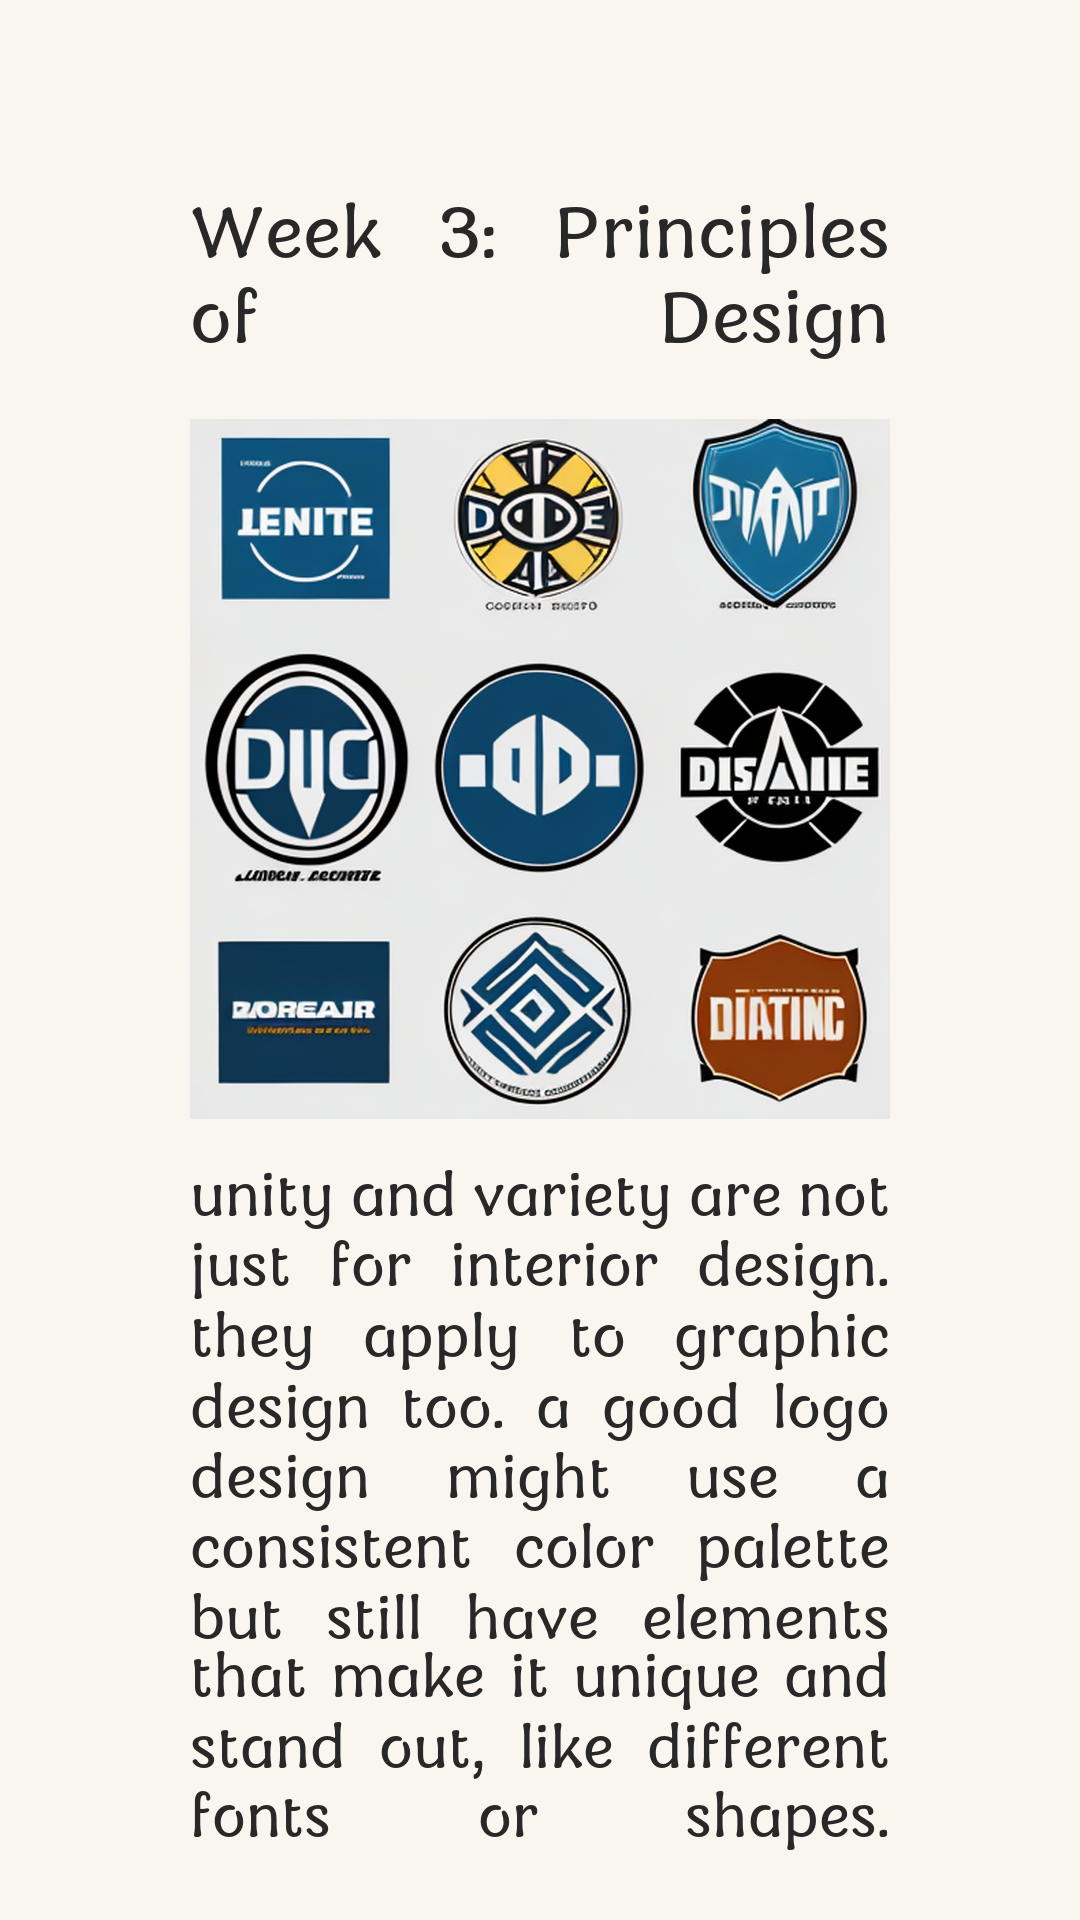 Week 3: Principles
of Design
LENITE
D E
DISAIIE
DIATINC
unity and variety are not
just for interior design.
they apply to graphic
design too. a good logo
design might use a
consistent color palette
but still have elements
that make it unique and
stand out, like different
fonts or shapes.